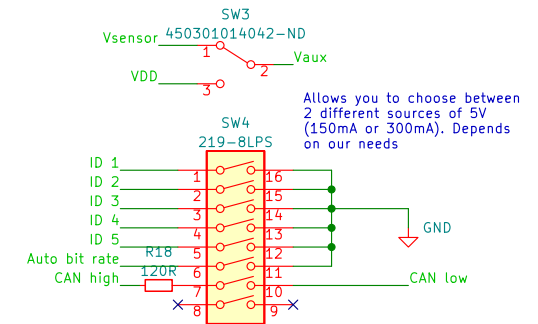 SW3
450301014042-ND
Vsensor
1
Vaux
2
VDD
3
Allows you to choose between
2 different sources of 5V
(150mA or 300mA). Depends
on our needs
SW4
219-8LPS
ID 1
1
16
ID 2
2
15
ID 3
3
14
ID 4
4
13
ID 5
5
12
GND
R18
Auto bit rate
6
11
120R
CAN high
7
10
CAN low
8
9